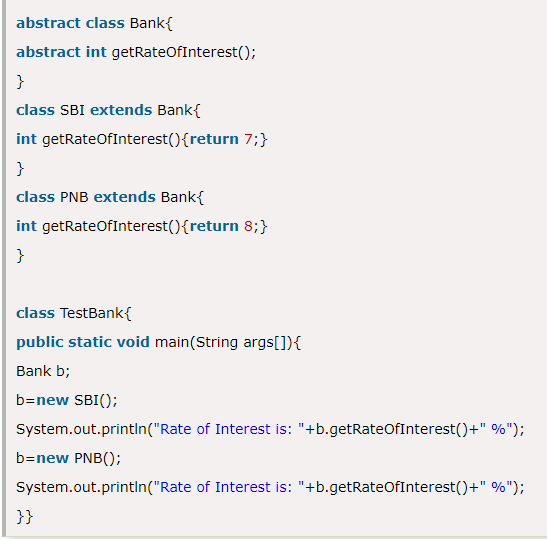 abstract class Bank{
abstract int getRateOfInterest();
}
class SBI extends Bank{
int getRateOfInterest(){return 7;}
}
class PNB extends Bank{
int getRateOfInterest(){return 8;}
}
class TestBank{
public static void main(String args[]){
Bank b;
b=new SBI();
System.out.println("Rate of Interest is: "+b.getRateOfInterest()+" %");
b=new PNB();
System.out.println("Rate of Interest is: "+b.getRateOfInterest()+" %");
}}